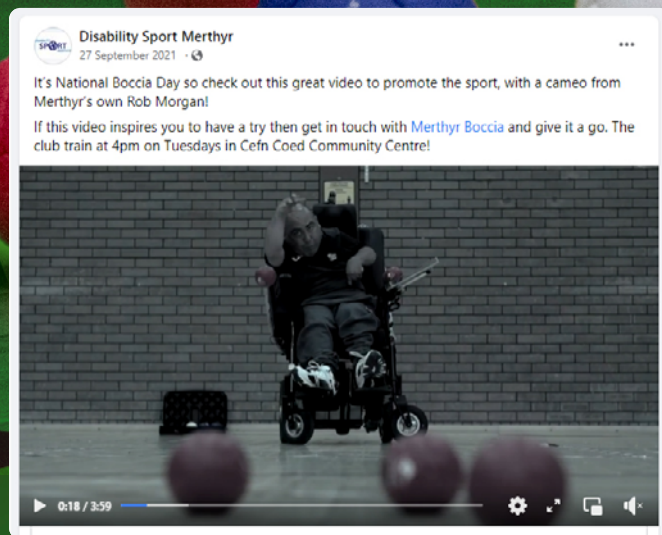 SPORT
Disability Sport Merthyr
27 September 2021 ·
It's National Boccia Day so check out this great video to promote the sport, with a cameo from
Merthyr's own Rob Morgan!
If this video inspires you to have a try then get in touch with Merthyr Boccia and give it a go. The
club train at 4pm on Tuesdays in Cefn Coed Community Centre!
0:18 / 3:59